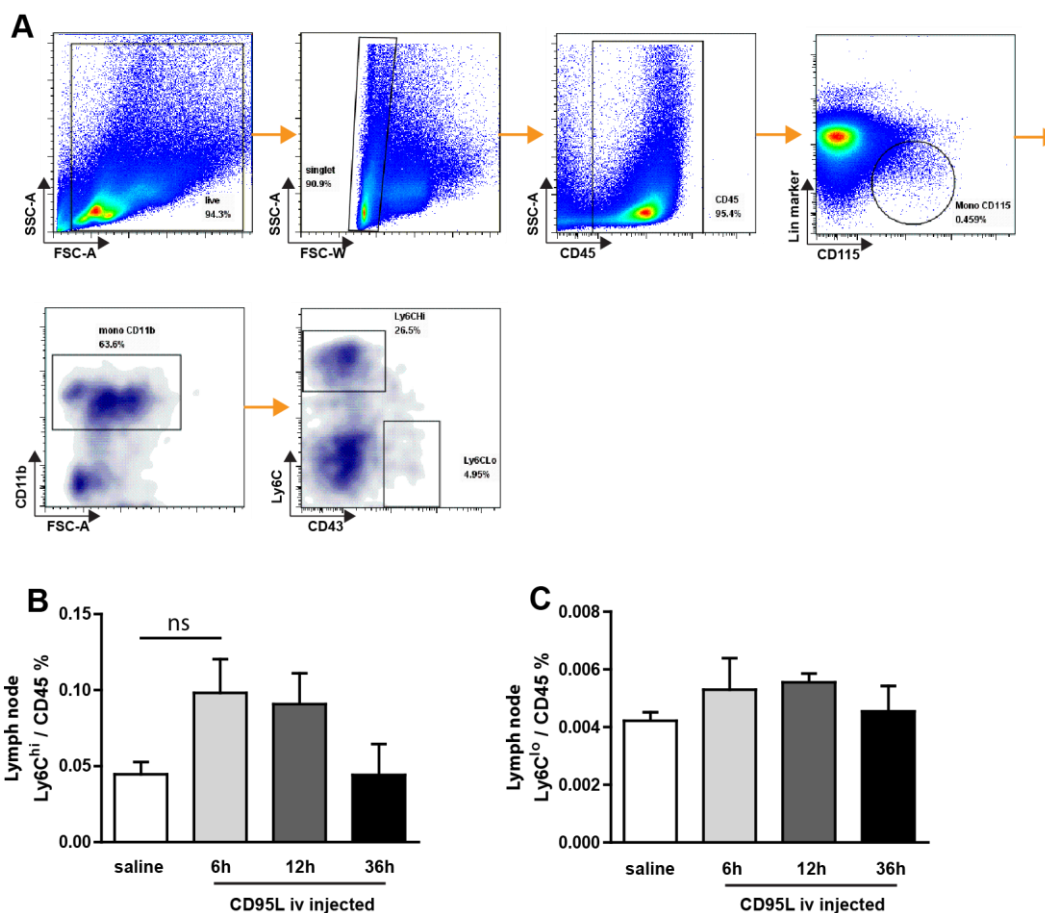 A
SSC-A
FSC-A
live
94.3%
SSC-A
FSC-W
singlet
90.9%
SSC-A
CD45
CD45
95.4%
Lin marker
CD115
Mono CD115
0.459%
CD11b
FSC-A
mono CD11b
63.6%
Ly6C
CD43
Ly6CHi
26.5%
Ly6CLo
4.95%
B
Lymph node
Ly6Chi / CD45 %
0.15
0.10
0.05
0.00
ns
saline 6h 12h 36h
CD95L iv injected
C
Lymph node
Ly6Clo / CD45 %
0.008
0.006
0.004
0.002
0.000
saline 6h 12h 36h
CD95L iv injected